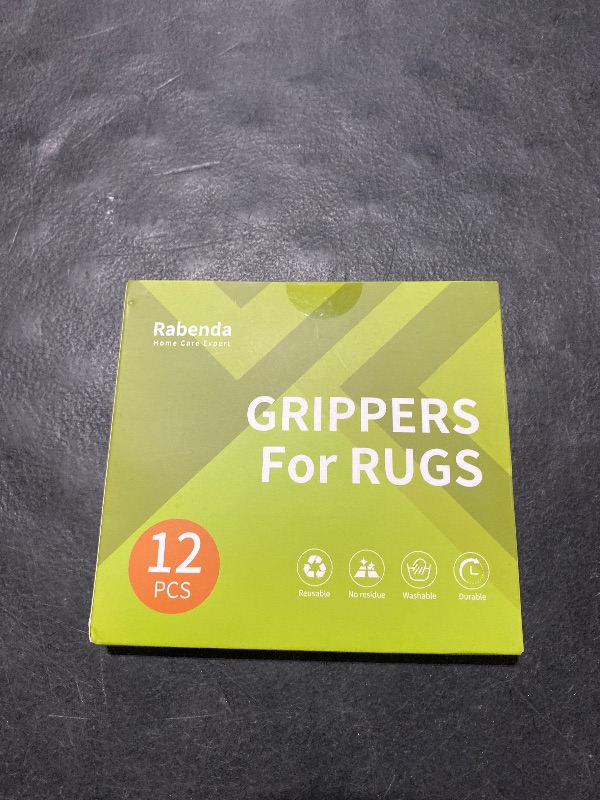 Rabenda
Home Care Expert
GRIPPERS
For RUGS
12
PCS
Reusable
No residue
Washable
Durable